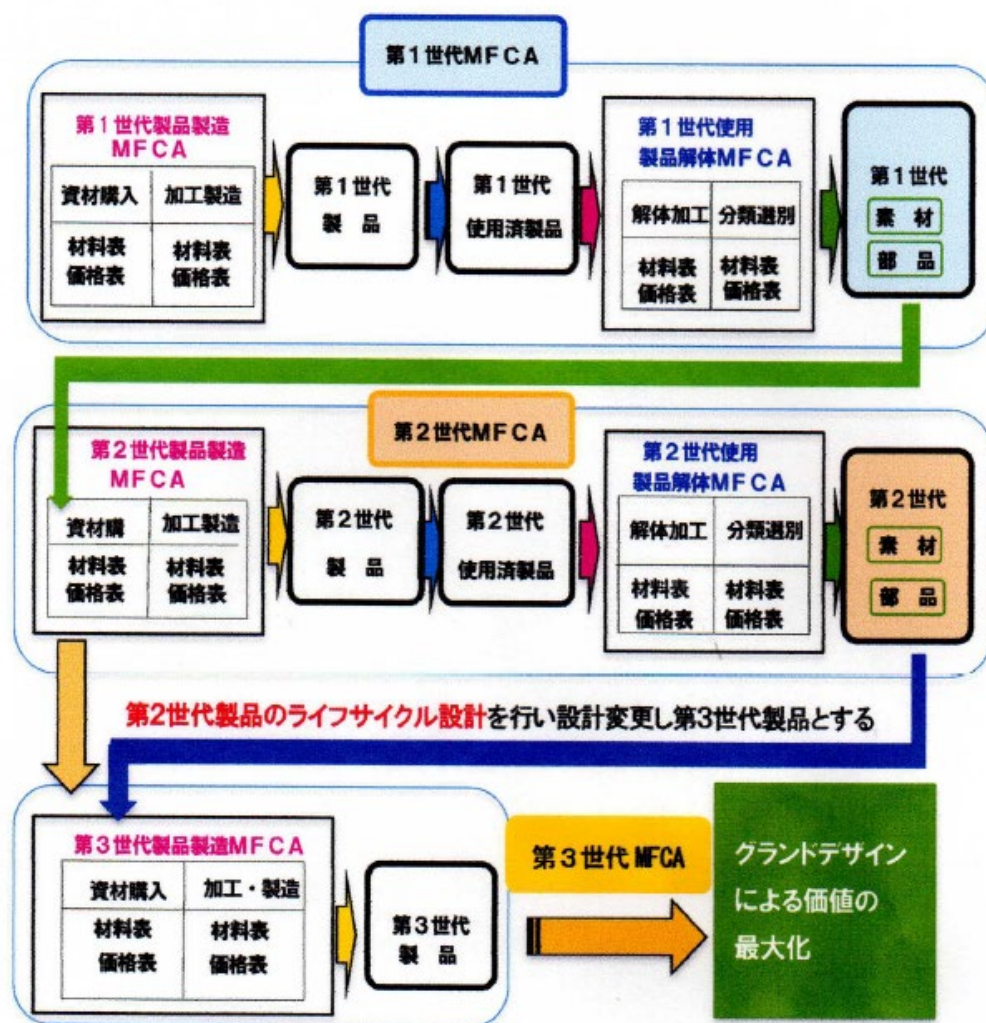 第1世代MFCA
第1世代製品製造
MFCA
資材購入
加工製造
材料表
価格表
材料表
価格表
第1世代
製 品
第1世代
使用済製品
第1世代使用
製品解体MFCA
解体加工
分類選別
材料表
価格表
材料表
価格表
第1世代
素 材
部 品
第2世代MFCA
第2世代製品製造
MFCA
資材購
加工製造
材料表
価格表
材料表
価格表
第2世代
製 品
第2世代
使用済製品
第2世代使用
製品解体MFCA
解体加工
分類選別
材料表
価格表
材料表
価格表
第2世代
素 材
部 品
第2世代製品のライフサイクル設計を行い設計変更し第3世代製品とする
第3世代製品製造MFCA
資材購入
加工・製造
材料表
価格表
材料表
価格表
第3世代
製 品
第3世代MFCA
グランドデザイン
による価値の
最大化